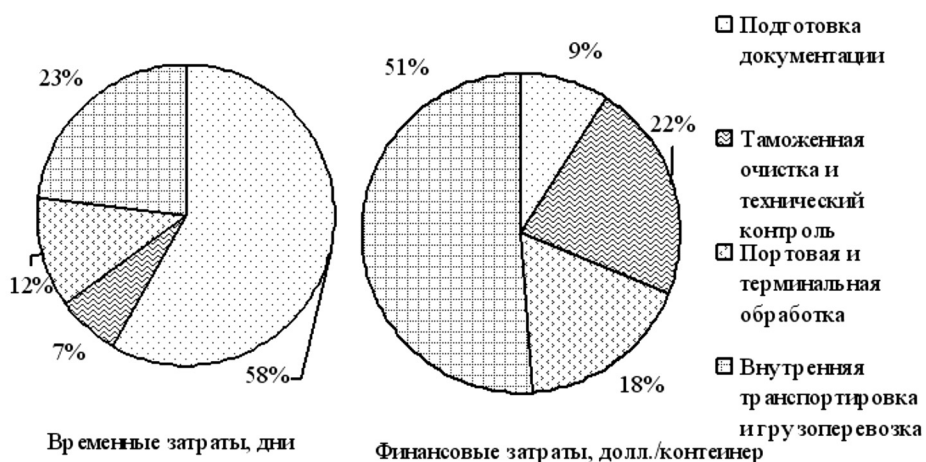 23%
12%
7%
58%
Временные затраты, дни
51%
9%
22%
18%
Финансовые затраты, долл./контейнер
Подготовка
документации
Таможенная
очистка и
технический
контроль
Портовая и
терминальная
обработка
Внутренняя
транспортировка
и грузоперевозка